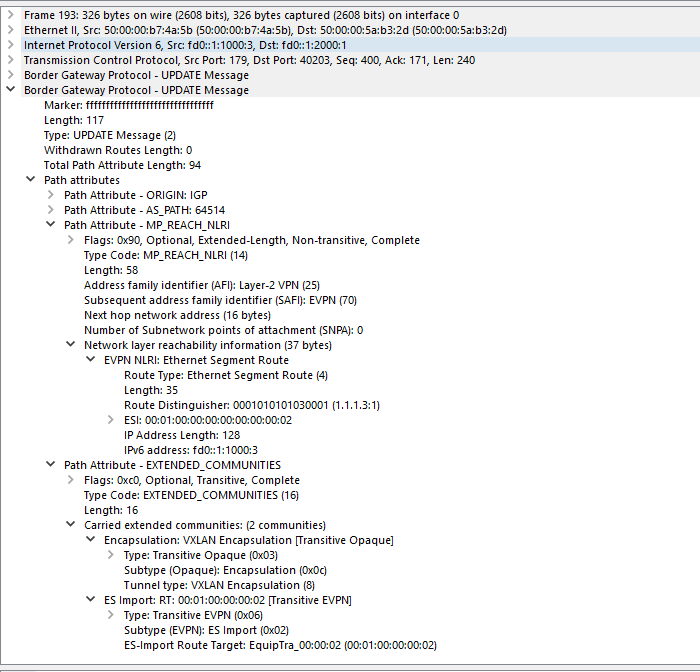 Frame 193: 326 bytes on wire (2608 bits), 326 bytes captured (2608 bits) on interface 0
Ethernet II, Src: 50:00:00:b7:4a:5b (50:00:00:b7:4a:5b), Dst: 50:00:00:5a:b3:2d (50:00:00:5a:b3:2d)
Internet Protocol Version 6, Src: fd0::1:1000:3, Dst: fd0::1:2000:1
Transmission Control Protocol, Src Port: 179, Dst Port: 40203, Seq: 400, Ack: 171, Len: 240
Border Gateway Protocol - UPDATE Message
Border Gateway Protocol - UPDATE Message
Marker: ffffffffffffffffffffffffffffffff
Length: 117
Type: UPDATE Message (2)
Withdrawn Routes Length: 0
Total Path Attribute Length: 94
Path attributes
Path Attribute - ORIGIN: IGP
Path Attribute - AS_PATH: 64514
Path Attribute - MP_REACH_NLRI
Flags: 0x90, Optional, Extended-Length, Non-transitive, Complete
Type Code: MP_REACH_NLRI (14)
Length: 58
Address family identifier (AFI): Layer-2 VPN (25)
Subsequent address family identifier (SAFI): EVPN (70)
Next hop network address (16 bytes)
Number of Subnetwork points of attachment (SNPA): 0
Network layer reachability information (37 bytes)
EVPN NLRI: Ethernet Segment Route
Route Type: Ethernet Segment Route (4)
Length: 35
Route Distinguisher: 0001010101030001 (1.1.1.3:1)
ESI: 00:01:00:00:00:00:00:00:00:02
IP Address Length: 128
IPv6 address: fd0::1:1000:3
Path Attribute - EXTENDED_COMMUNITIES
Flags: 0xc0, Optional, Transitive, Complete
Type Code: EXTENDED_COMMUNITIES (16)
Length: 16
Carried extended communities: (2 communities)
Encapsulation: VXLAN Encapsulation [Transitive Opaque]
Type: Transitive Opaque (0x03)
Subtype (Opaque): Encapsulation (0x0c)
Tunnel type: VXLAN Encapsulation (8)
ES Import: RT: 00:01:00:00:00:02 [Transitive EVPN]
Type: Transitive EVPN (0x06)
Subtype (EVPN): ES Import (0x02)
ES-Import Route Target: EquipTra_00:00:02 (00:01:00:00:00:02)